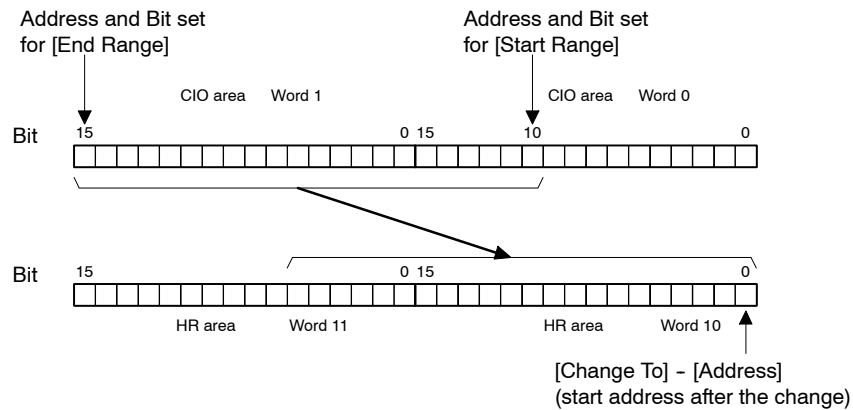 Address and Bit set
for [End Range]
Address and Bit set
for [Start Range]
CIO area Word 1
CIO area Word 0
Bit
15 0 15 10 0
Bit
15 0 15 0
HR area Word 11
HR area Word 10
[Change To] - [Address]
(start address after the change)